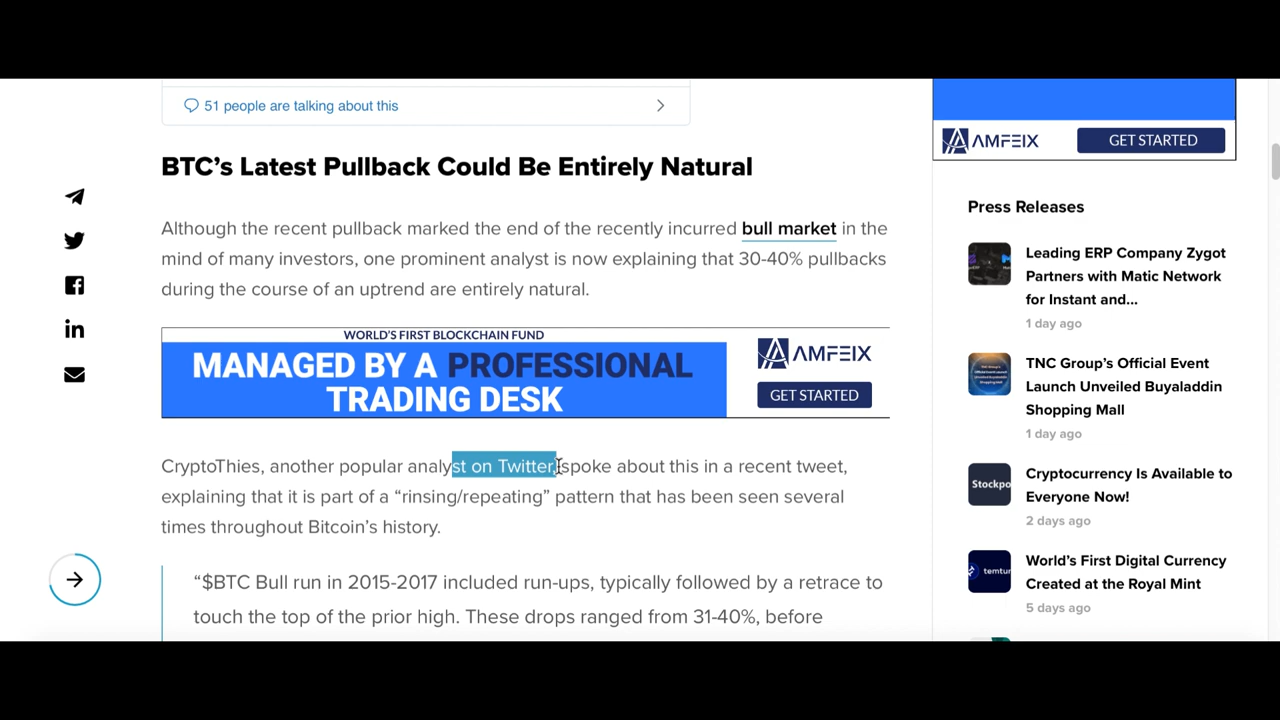 51 people are talking about this
BTC’s Latest Pullback Could Be Entirely Natural
Although the recent pullback marked the end of the recently incurred bull market in the
mind of many investors, one prominent analyst is now explaining that 30-40% pullbacks
during the course of an uptrend are entirely natural.
WORLD'S FIRST BLOCKCHAIN FUND
MANAGED BY A PROFESSIONAL
TRADING DESK
AMFEIX
GET STARTED
CryptoThies, another popular analyst on Twitter, spoke about this in a recent tweet,
explaining that it is part of a “rinsing/repeating” pattern that has been seen several
times throughout Bitcoin’s history.
“$BTC Bull run in 2015-2017 included run-ups, typically followed by a retrace to
touch the top of the prior high. These drops ranged from 31-40%, before
AMFEIX
GET STARTED
Press Releases
Leading ERP Company Zygot
Partners with Matic Network
for Instant and...
1 day ago
TNC Group’s Official Event
Launch Unveiled Buyaladdin
Shopping Mall
1 day ago
Stockpo
Cryptocurrency Is Available to
Everyone Now!
2 days ago
temtu
World’s First Digital Currency
Created at the Royal Mint
5 days ago